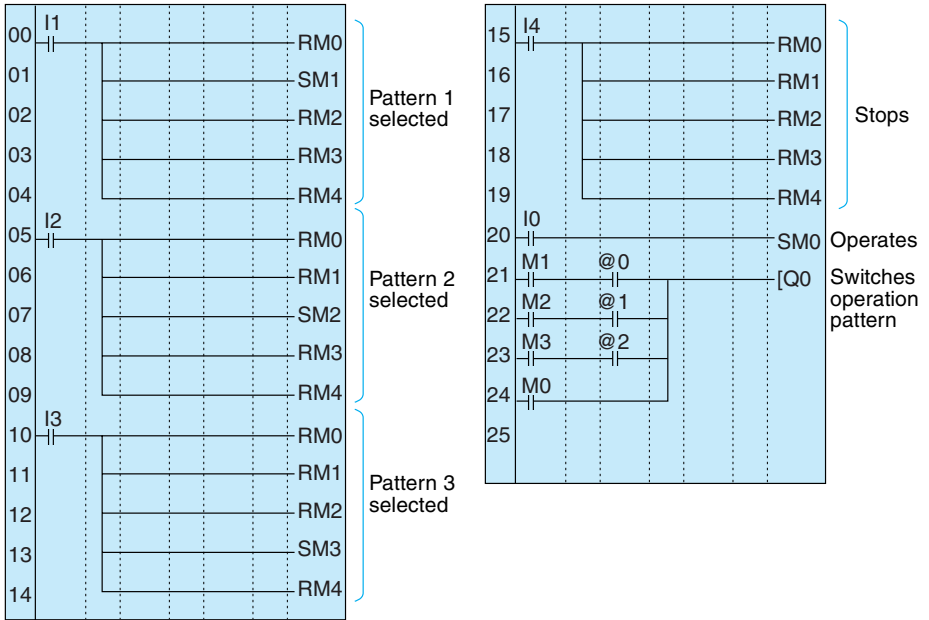 I1
00 RM0
01 SM1
02 RM2
03 RM3
04 RM4
Pattern 1
selected
I2
05 RM0
06 RM1
07 SM2
08 RM3
09 RM4
Pattern 2
selected
I3
10 RM0
11 RM1
12 RM2
13 SM3
14 RM4
Pattern 3
selected
I4
15 RM0
16 RM1
17 RM2
18 RM3
19 RM4
Stops
I0
20 SM0 Operates
M1 @0
21 [Q0 Switches
operation
pattern
M2 @1
22
M3 @2
23
M0
24
25